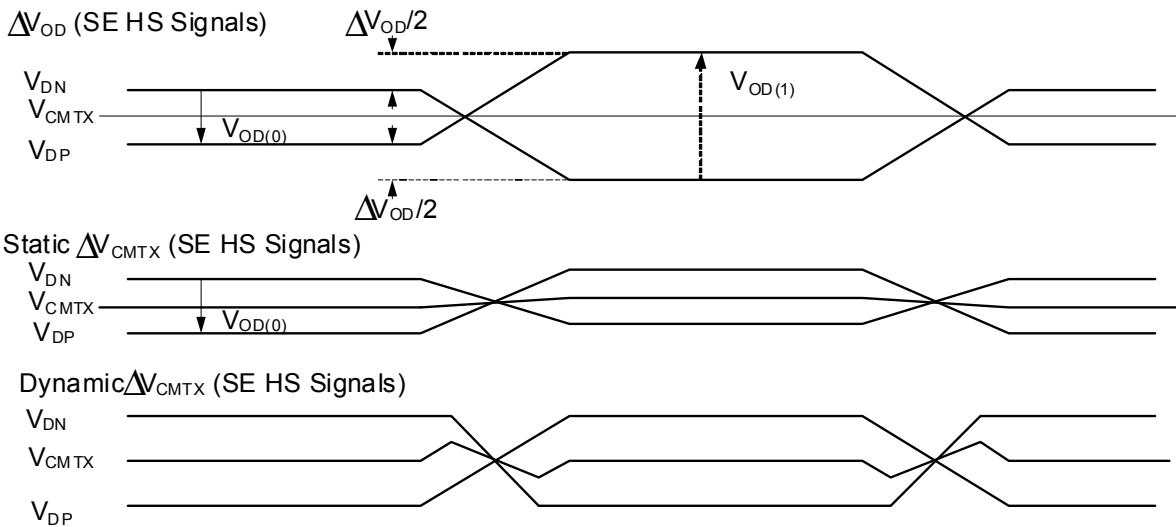 ΔV_OD (SE HS Signals)
ΔV_OD/2
V_DN
V_CMTX
V_DP
V_OD(0)
V_OD(1)
ΔV_OD/2
Static ΔV_CMTX (SE HS Signals)
V_DN
V_CMTX
V_OD(0)
V_DP
Dynamic ΔV_CMTX (SE HS Signals)
V_DN
V_CMTX
V_DP